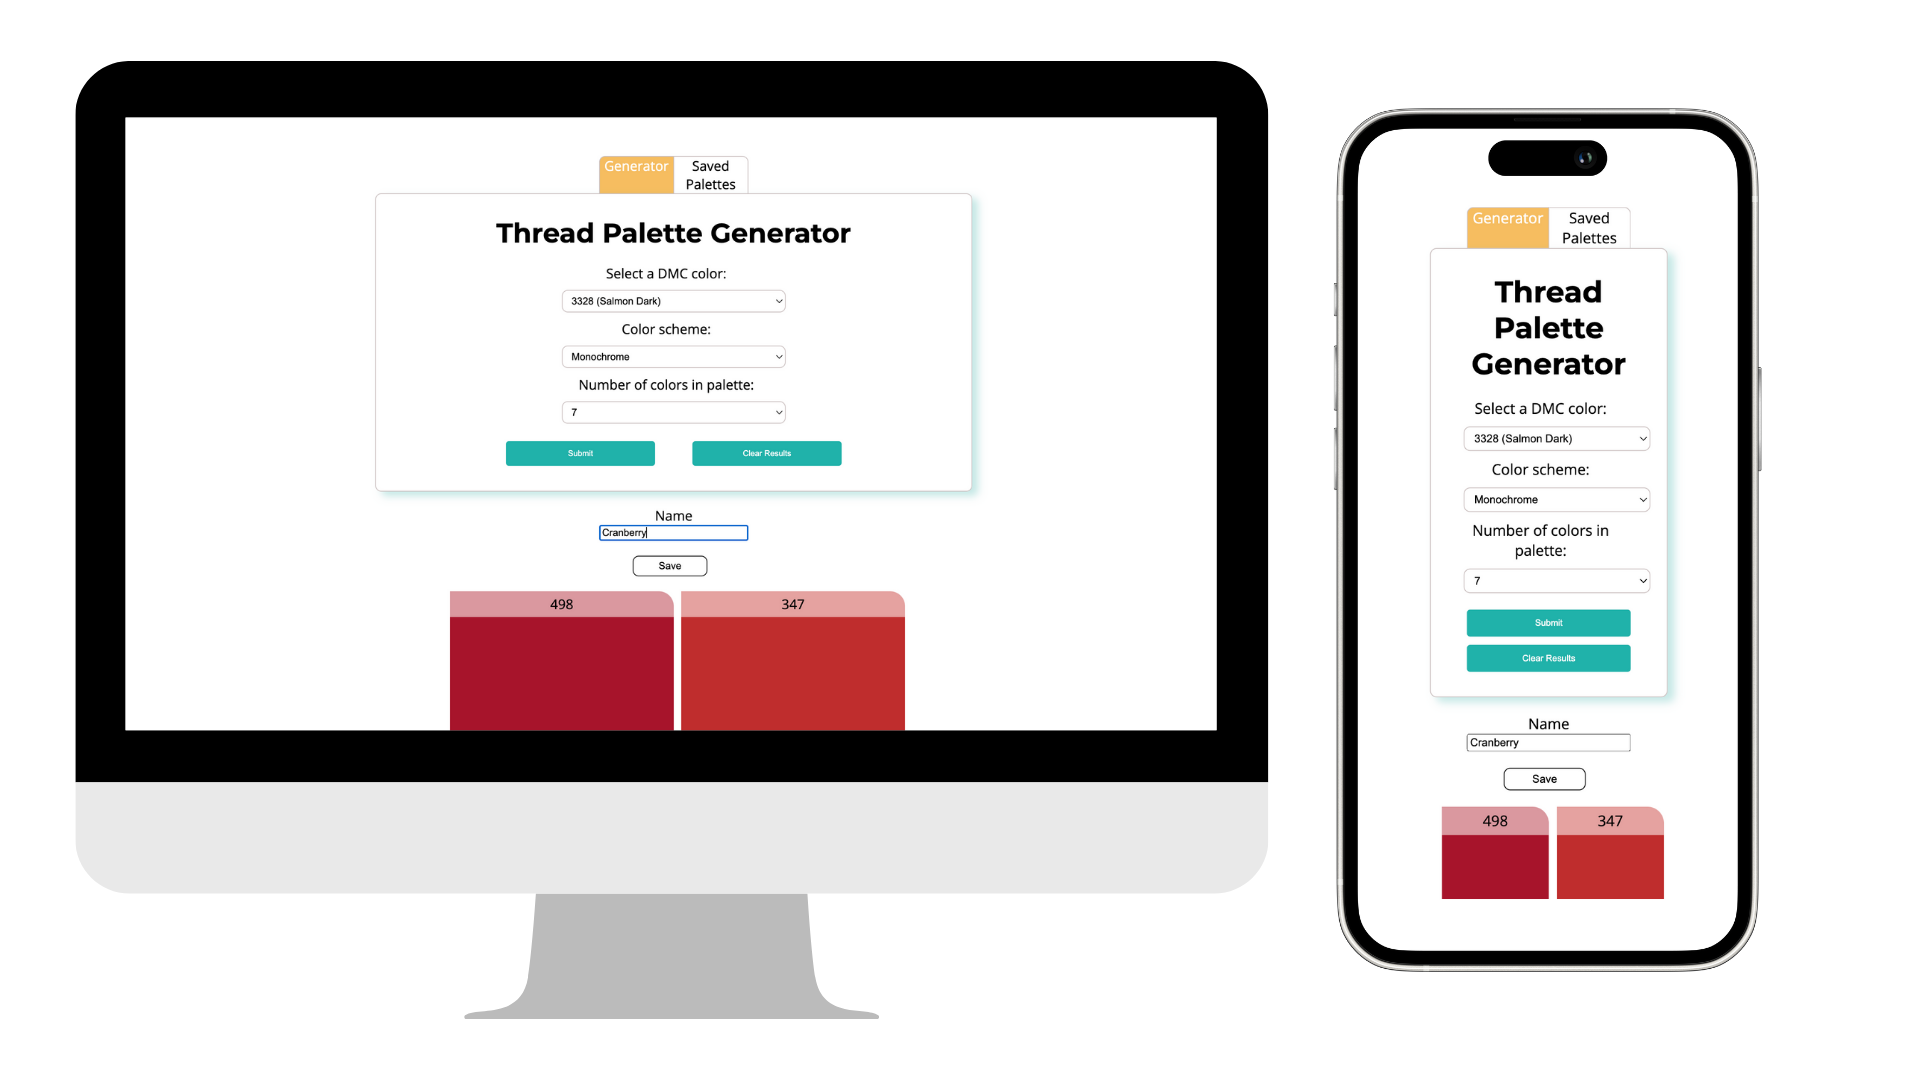 Generator
Saved
Palettes
Thread Palette Generator
Select a DMC color:
3328 (Salmon Dark)
Color scheme:
Monochrome
Number of colors in palette:
7
Submit
Clear Results
Name
Cranberry
Save
498
347
Generator
Saved
Palettes
Thread
Palette
Generator
Select a DMC color:
3328 (Salmon Dark)
Color scheme:
Monochrome
Number of colors in
palette:
7
Submit
Clear Results
Name
Cranberry
Save
498
347